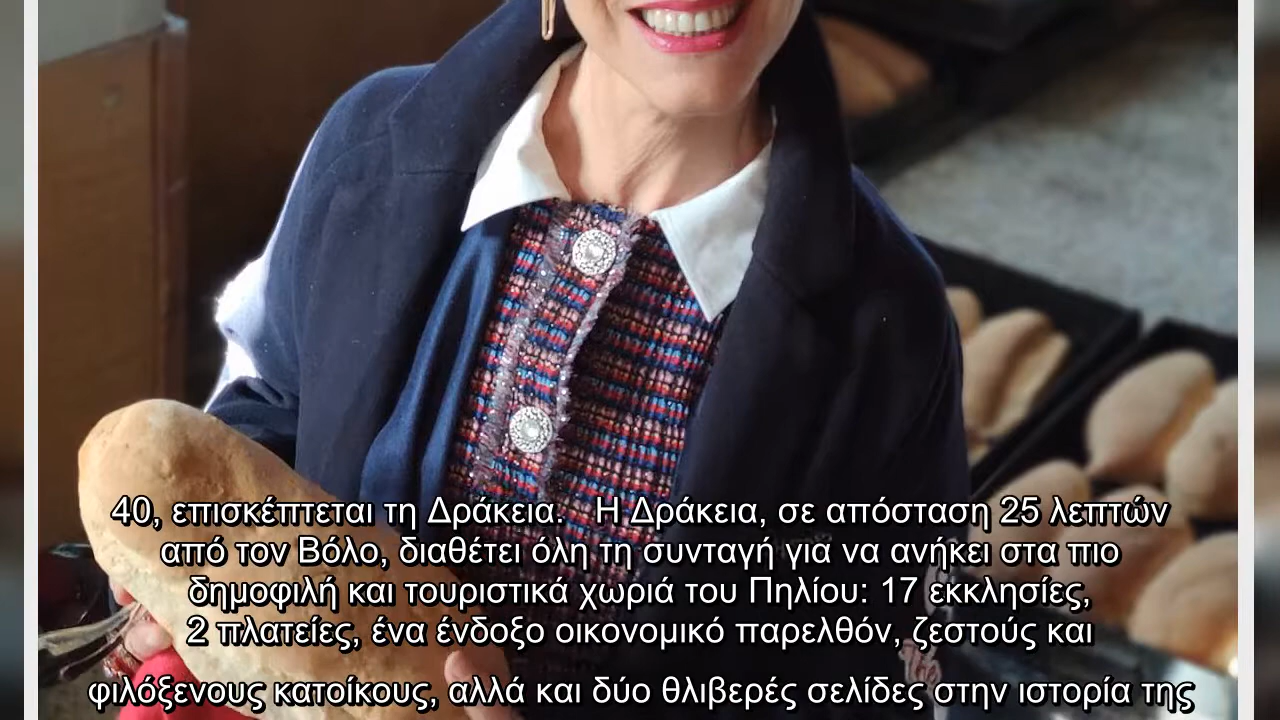 40, επισκέπτεται τη Δράκεια. Η Δράκεια, σε απόσταση 25 λεπτών
από τον Βόλο, διαθέτει όλη τη συνταγή για να ανήκει στα πιο
δημοφιλή και τουριστικά χωριά του Πηλίου: 17 εκκλησίες,
2 πλατείες, ένα ένδοξο οικονομικό παρελθόν, ζεστούς και
φιλόξενους κατοίκους, αλλά και δύο θλιβερές σελίδες στην ιστορία της